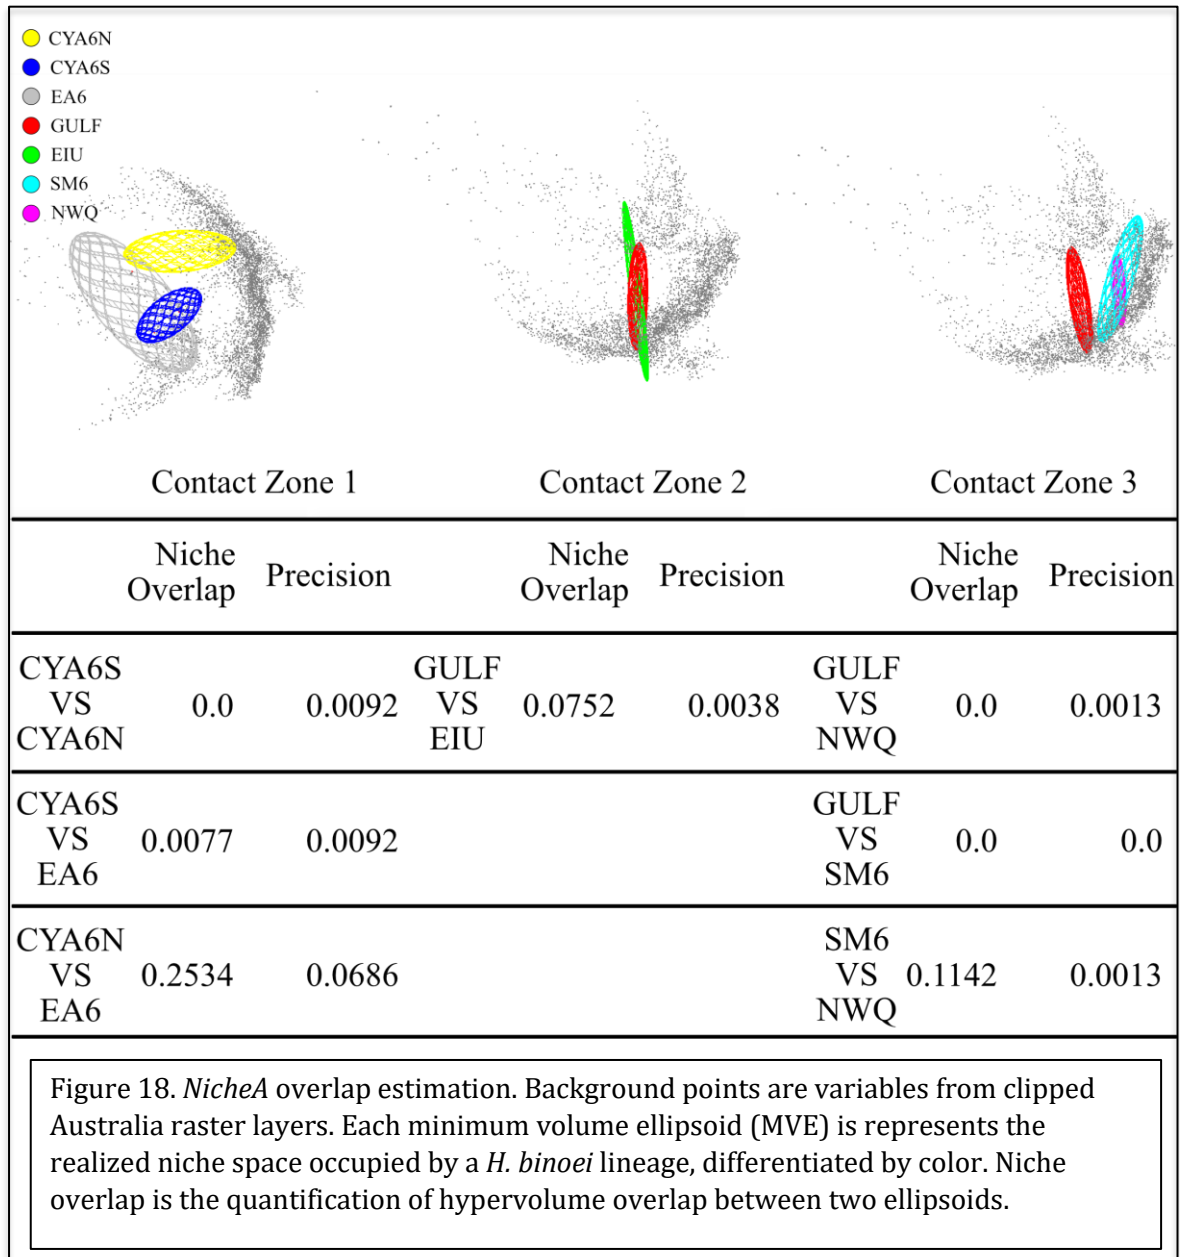 CYA6N
CYA6S
EA6
GULF
EIU
SM6
NWQ
Contact Zone 1 Contact Zone 2 Contact Zone 3
Niche Overlap Precision Niche Overlap Precision Niche Overlap Precision
CYA6S VS CYA6N 0.0 0.0092 GULF VS EIU 0.0752 0.0038 GULF VS NWQ 0.0 0.0013
CYA6S VS EA6 0.0077 0.0092 GULF VS SM6 0.0 0.0
CYA6N VS EA6 0.2534 0.0686 SM6 VS NWQ 0.1142 0.0013
Figure 18. NicheA overlap estimation. Background points are variables from clipped
Australia raster layers. Each minimum volume ellipsoid (MVE) is represents the
realized niche space occupied by a H. binoei lineage, differentiated by color. Niche
overlap is the quantification of hypervolume overlap between two ellipsoids.